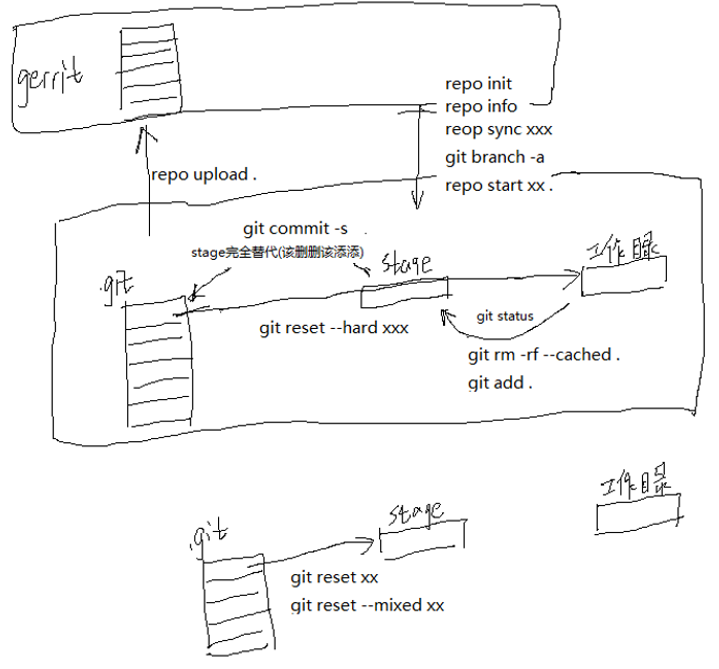 gerrit
repo init
repo info
reop sync xxx
git branch -a
repo start xx .
repo upload .
git commit -s .
stage完全替代(该删删该添添)
.git
stage
工作目录
git reset --hard xxx
git status
git rm -rf --cached .
git add .
.git
stage
工作目录
git reset xx
git reset --mixed xx